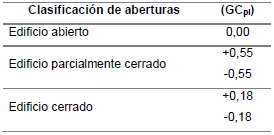 Clasificación de aberturas (GCpi)
Edificio abierto 0,00
Edificio parcialmente cerrado +0,55
-0,55
Edificio cerrado +0,18
-0,18